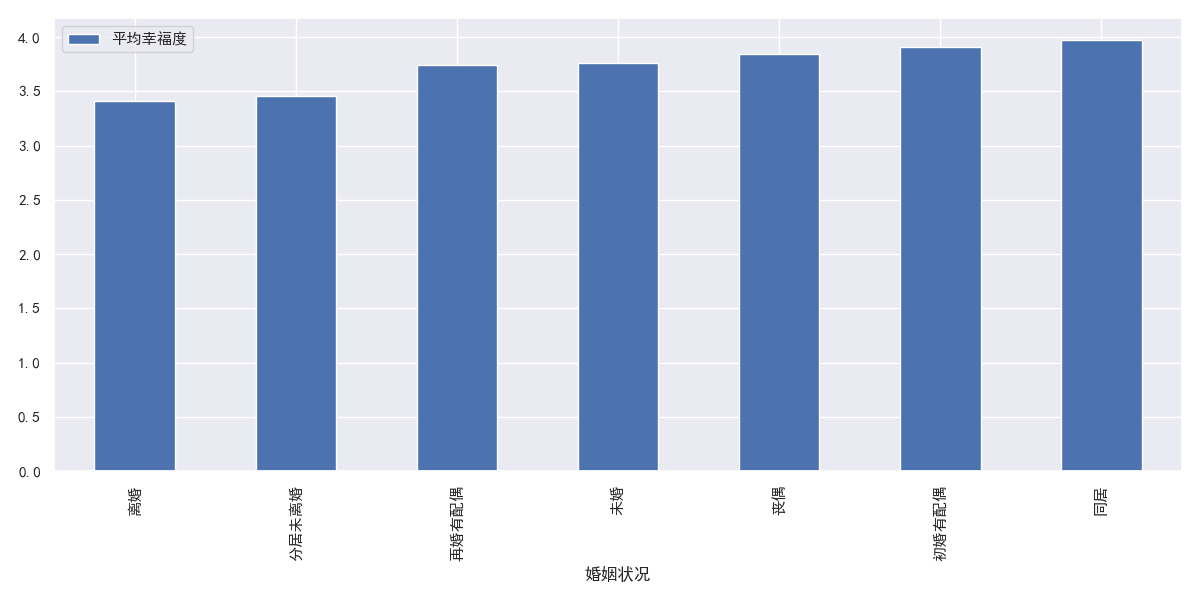 平均幸福度
4.0
3.5
3.0
2.5
2.0
1.5
1.0
0.5
0.0
离婚
分居未离婚
再婚有配偶
未婚
丧偶
初婚有配偶
同居
婚姻状况